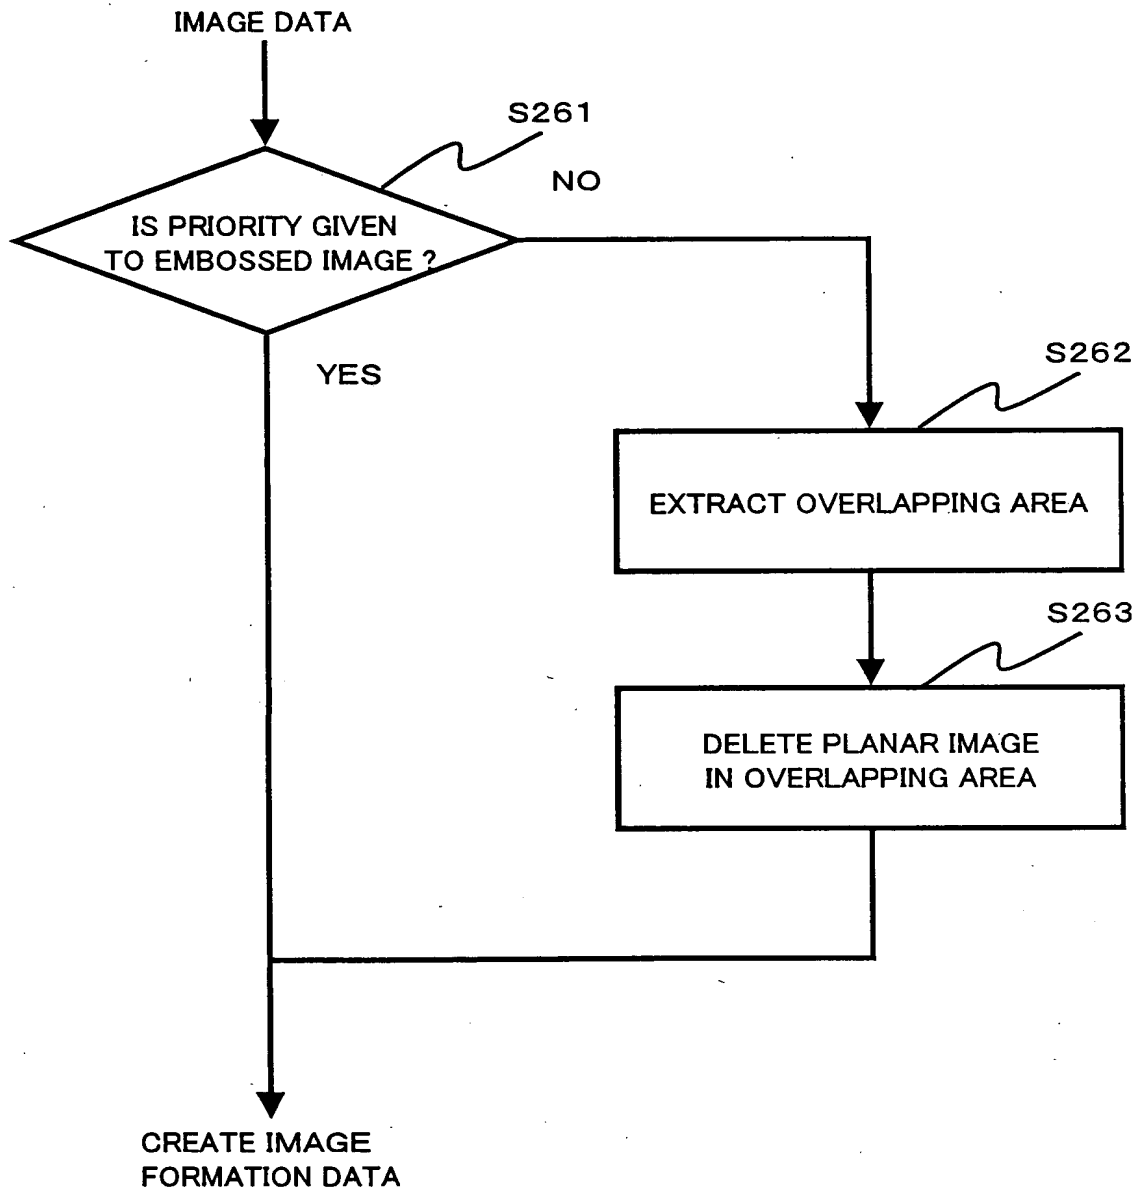 IMAGE DATA
S261
NO
IS PRIORITY GIVEN
TO EMBOSSED IMAGE ?
YES
S262
EXTRACT OVERLAPPING AREA
S263
DELETE PLANAR IMAGE
IN OVERLAPPING AREA
CREATE IMAGE
FORMATION DATA